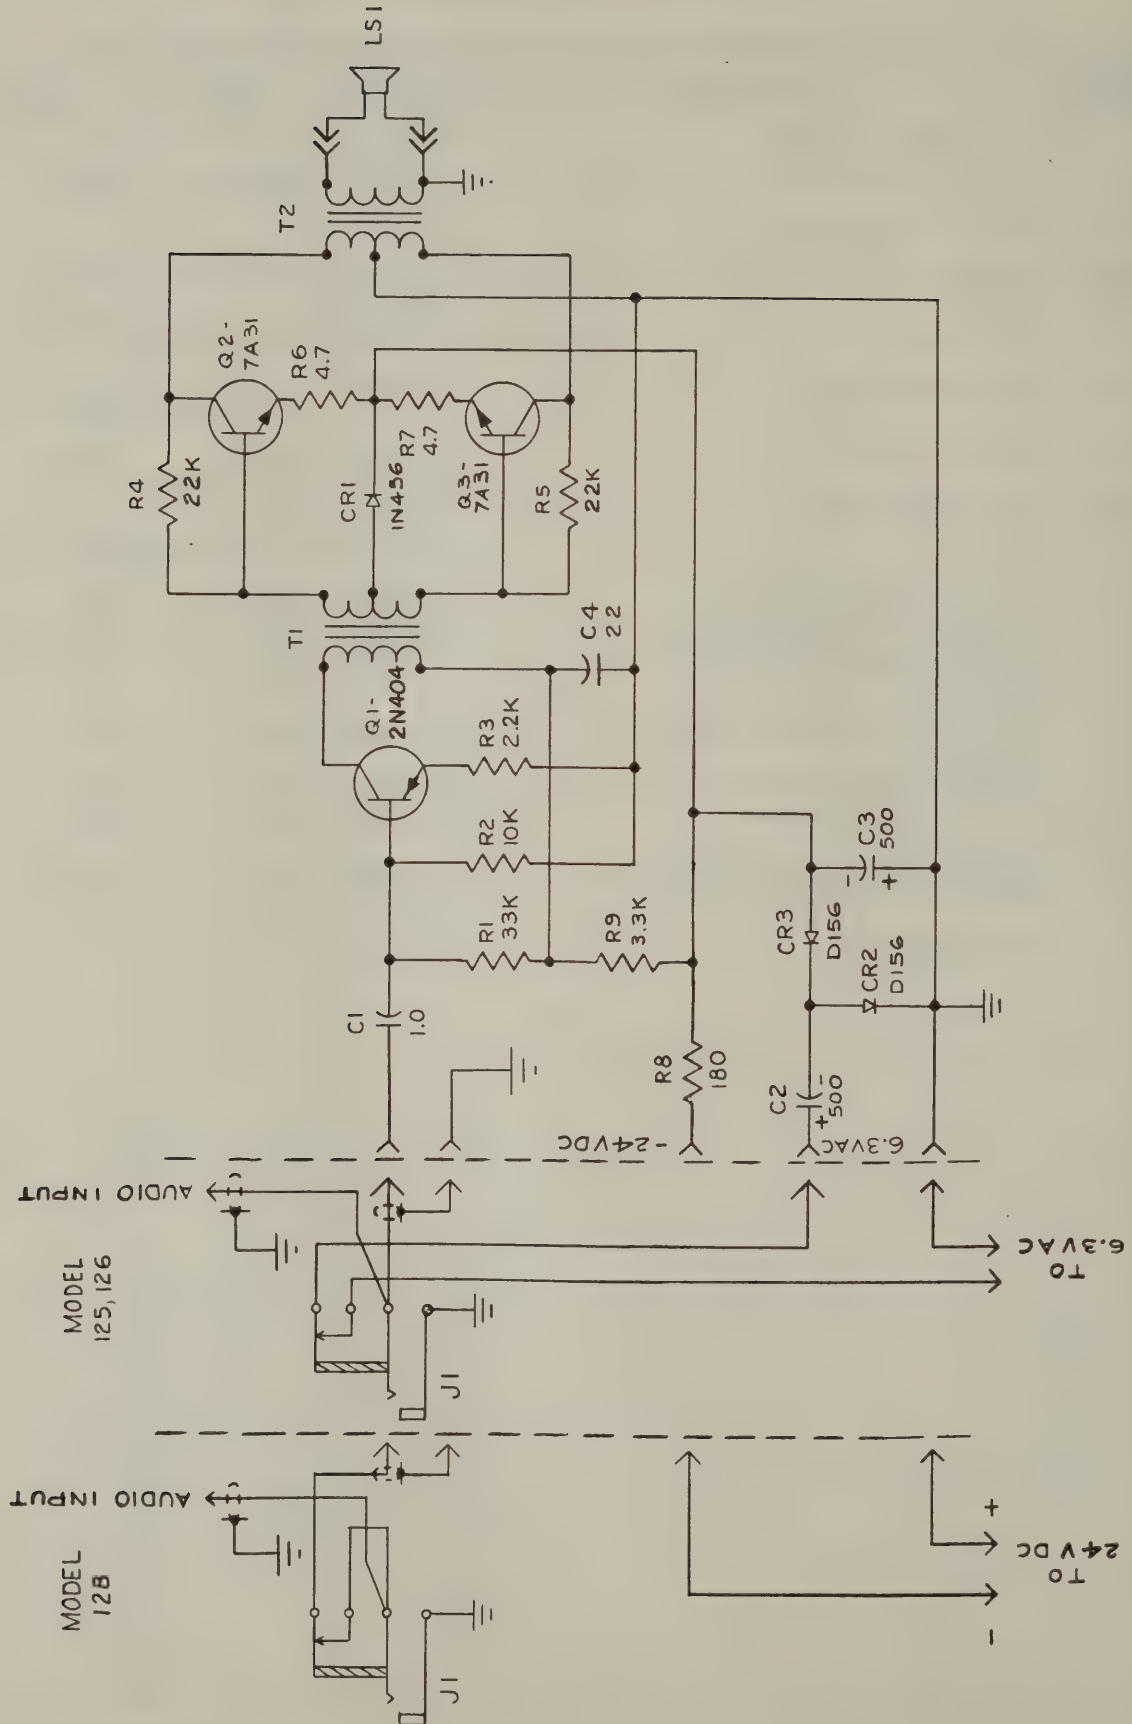 LS1
T2
Q2-
7A31
R6
4.7
R4
22K
CR1
1N456
R7
4.7
Q3-
7A31
R5
22K
T1
Q1-
2N404
C4
22
R3
2.2K
R2
10K
R1
33K
R9
3.3K
C1
1.0
CR3
D156
C3
500
-
+
CR2
D156
R8
180
C2
500
+
-
-24VDC
6.3VAC
AUDIO INPUT
MODEL
125, 126
J1
TO
6.3VAC
AUDIO INPUT
MODEL
128
J1
TO
24V DC
+
-